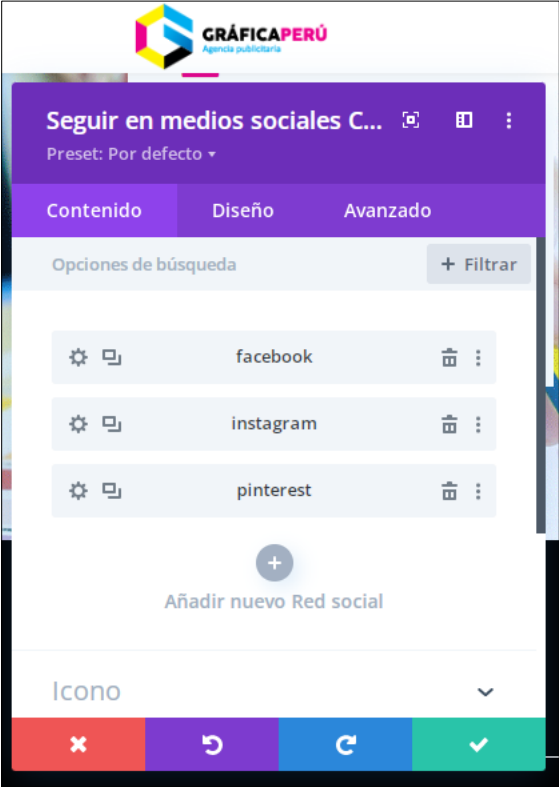 GRÁFICAPERÚ
Agencia publicitaria
Seguir en medios sociales C...
Preset: Por defecto
Contenido Diseño Avanzado
Opciones de búsqueda + Filtrar
facebook
instagram
pinterest
Añadir nuevo Red social
Icono